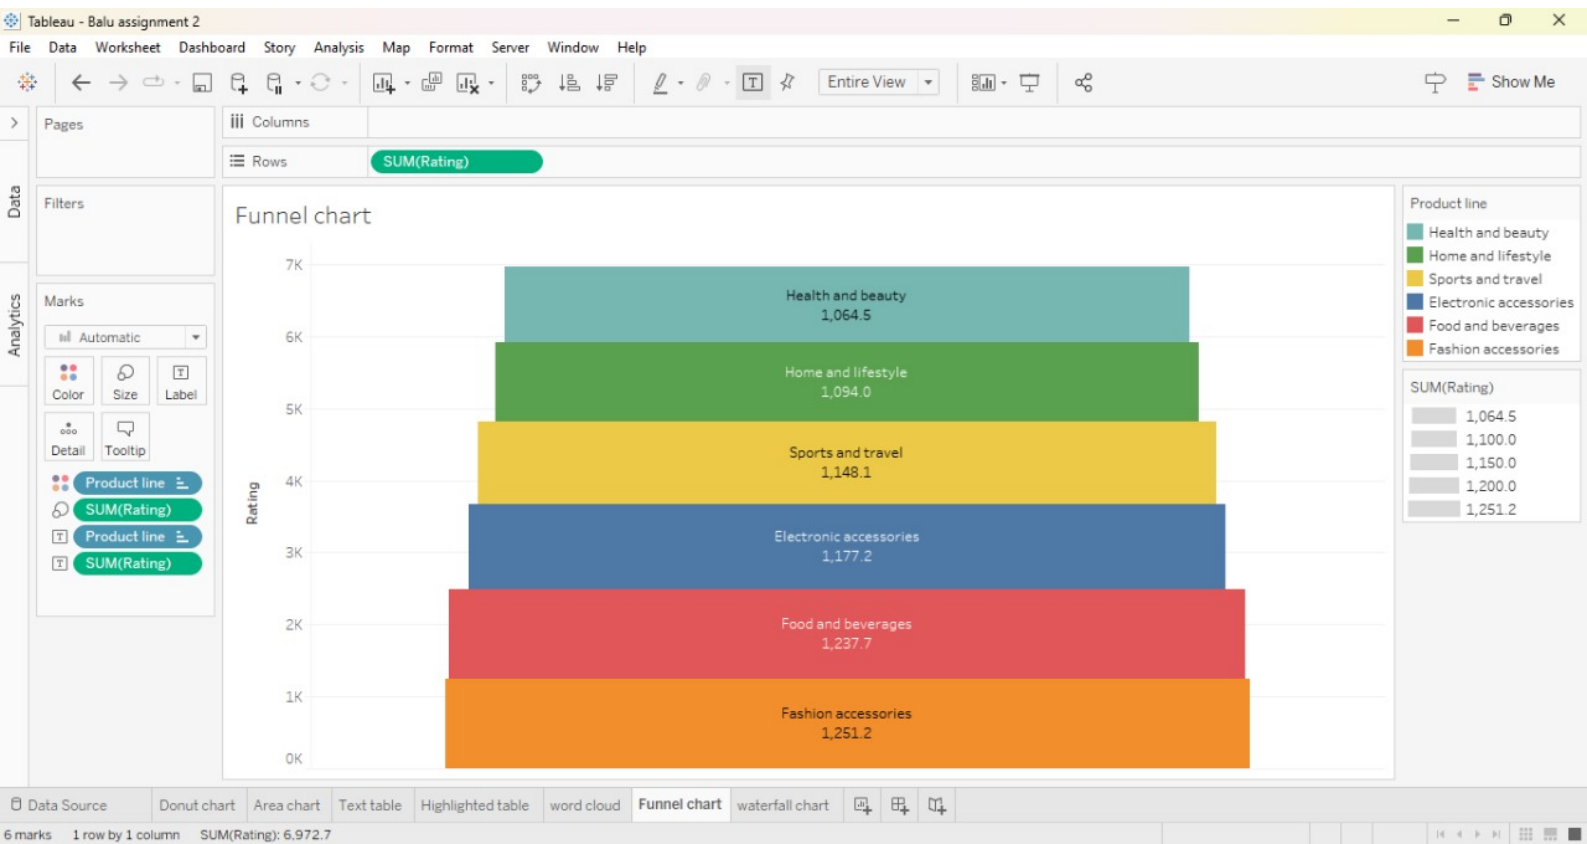 Tableau - Balu assignment 2
File Data Worksheet Dashboard Story Analysis Map Format Server Window Help
Entire View
Show Me
Pages
Columns
Rows
SUM(Rating)
Data
Analytics
Filters
Marks
Automatic
Color Size Label
Detail Tooltip
Product line
SUM(Rating)
Product line
SUM(Rating)
Funnel chart
Rating
7K
6K
5K
4K
3K
2K
1K
0K
Health and beauty
1,064.5
Home and lifestyle
1,094.0
Sports and travel
1,148.1
Electronic accessories
1,177.2
Food and beverages
1,237.7
Fashion accessories
1,251.2
Product line
Health and beauty
Home and lifestyle
Sports and travel
Electronic accessories
Food and beverages
Fashion accessories
SUM(Rating)
1,064.5
1,100.0
1,150.0
1,200.0
1,251.2
Data Source Donut chart Area chart Text table Highlighted table word cloud Funnel chart waterfall chart
6 marks 1 row by 1 column SUM(Rating): 6,972.7